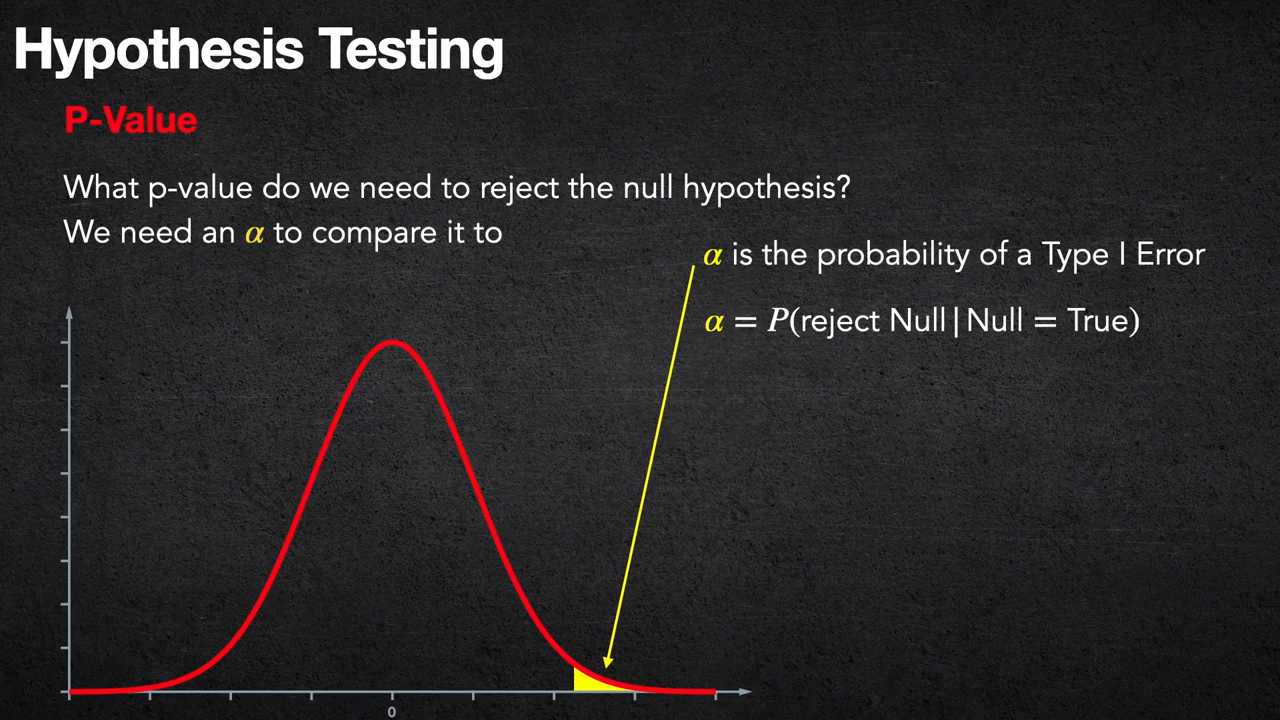 Hypothesis Testing
P-Value
What p-value do we need to reject the null hypothesis?
We need an α to compare it to
α is the probability of a Type I Error
α = P(reject Null | Null = True)
0